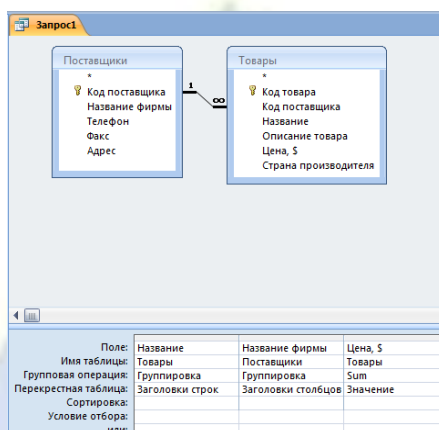 Запрос1
Поставщики
*
Код поставщика
Название фирмы
Телефон
Факс
Адрес
1
∞
Товары
*
Код товара
Код поставщика
Название
Описание товара
Цена, $
Страна производителя
Поле: Название Название фирмы Цена, $
Имя таблицы: Товары Поставщики Товары
Групповая операция: Группировка Группировка Sum
Перекрестная таблица: Заголовки строк Заголовки столбцов Значение
Сортировка:
Условие отбора:
или: